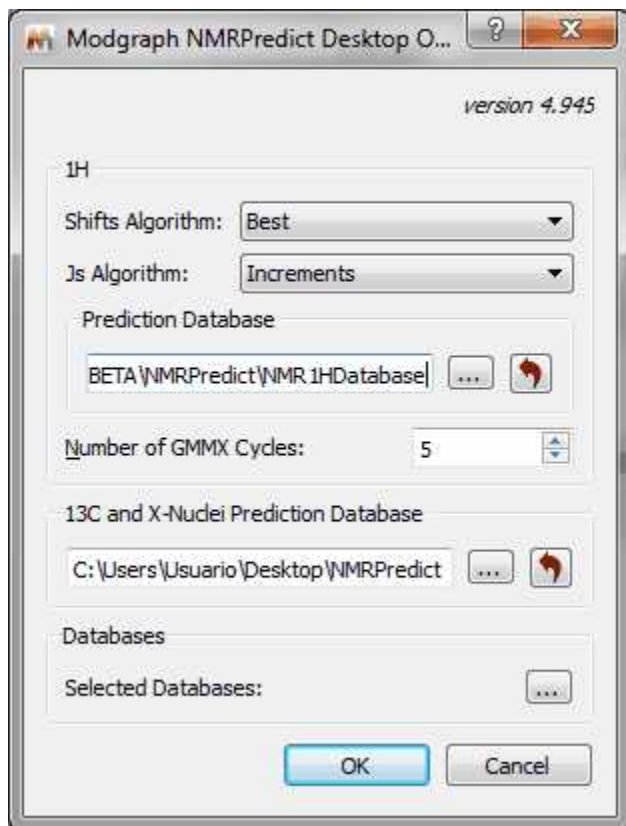 Modgraph NMRPredict Desktop O...
version 4.945
1H
Shifts Algorithm: Best
Js Algorithm: Increments
Prediction Database
BETA\NMRPredict\NMR1HDatabase ...
Number of GMMX Cycles: 5
13C and X-Nuclei Prediction Database
C:\Users\Usuario\Desktop\NMRPredict ...
Databases
Selected Databases: ...
OK Cancel